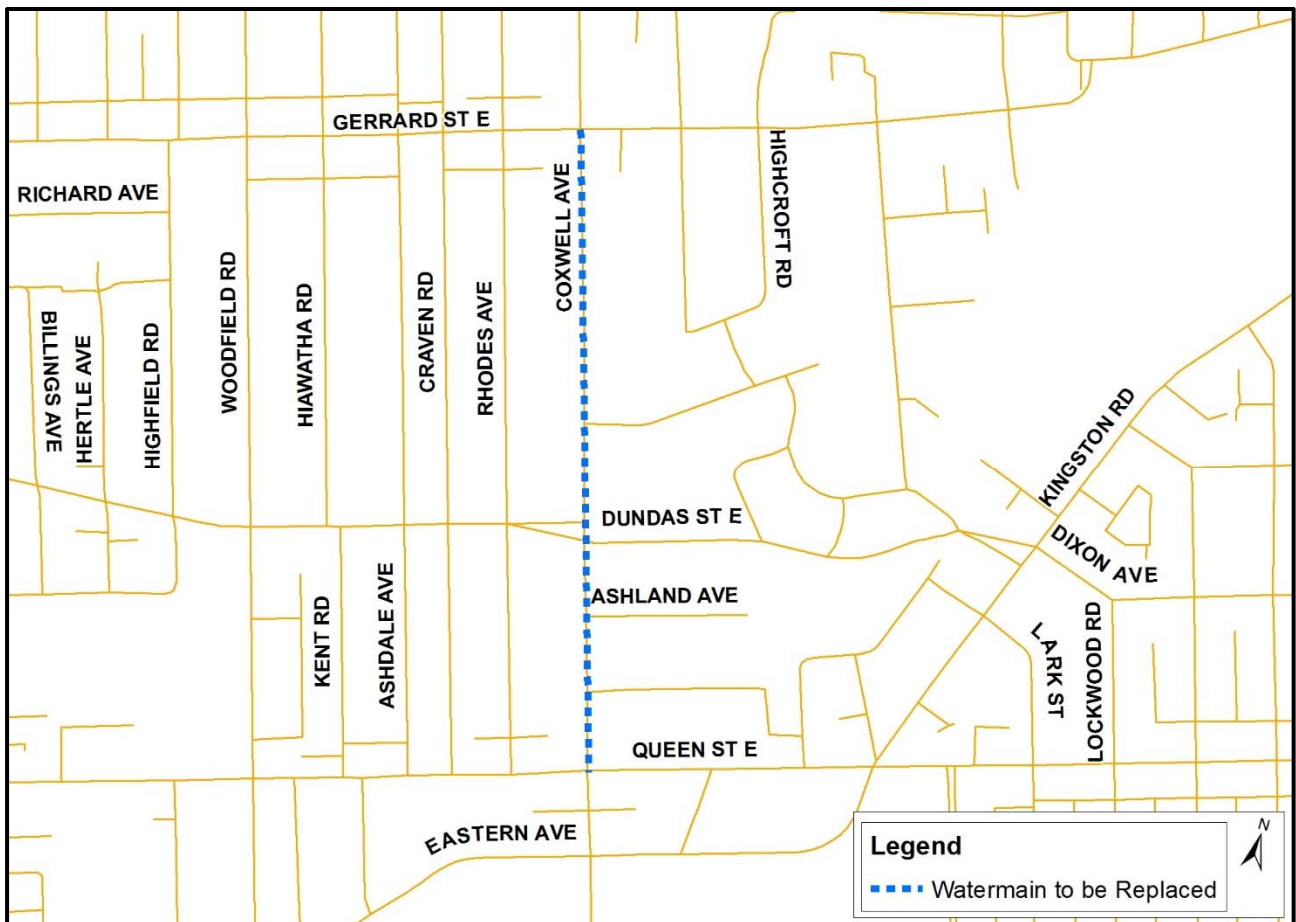 GERRARD ST E
RICHARD AVE
COXWELL AVE
HIGHCROFT RD
BILLINGS AVE
HERTLE AVE
HIGHFIELD RD
WOODFIELD RD
HIAWATHA RD
CRAVEN RD
RHODES AVE
KINGSTON RD
DUNDAS ST E
DIXON AVE
ASHLAND AVE
KENT RD
ASHDALE AVE
LARK ST
LOCKWOOD RD
QUEEN ST E
EASTERN AVE
Legend
N
Watermain to be Replaced